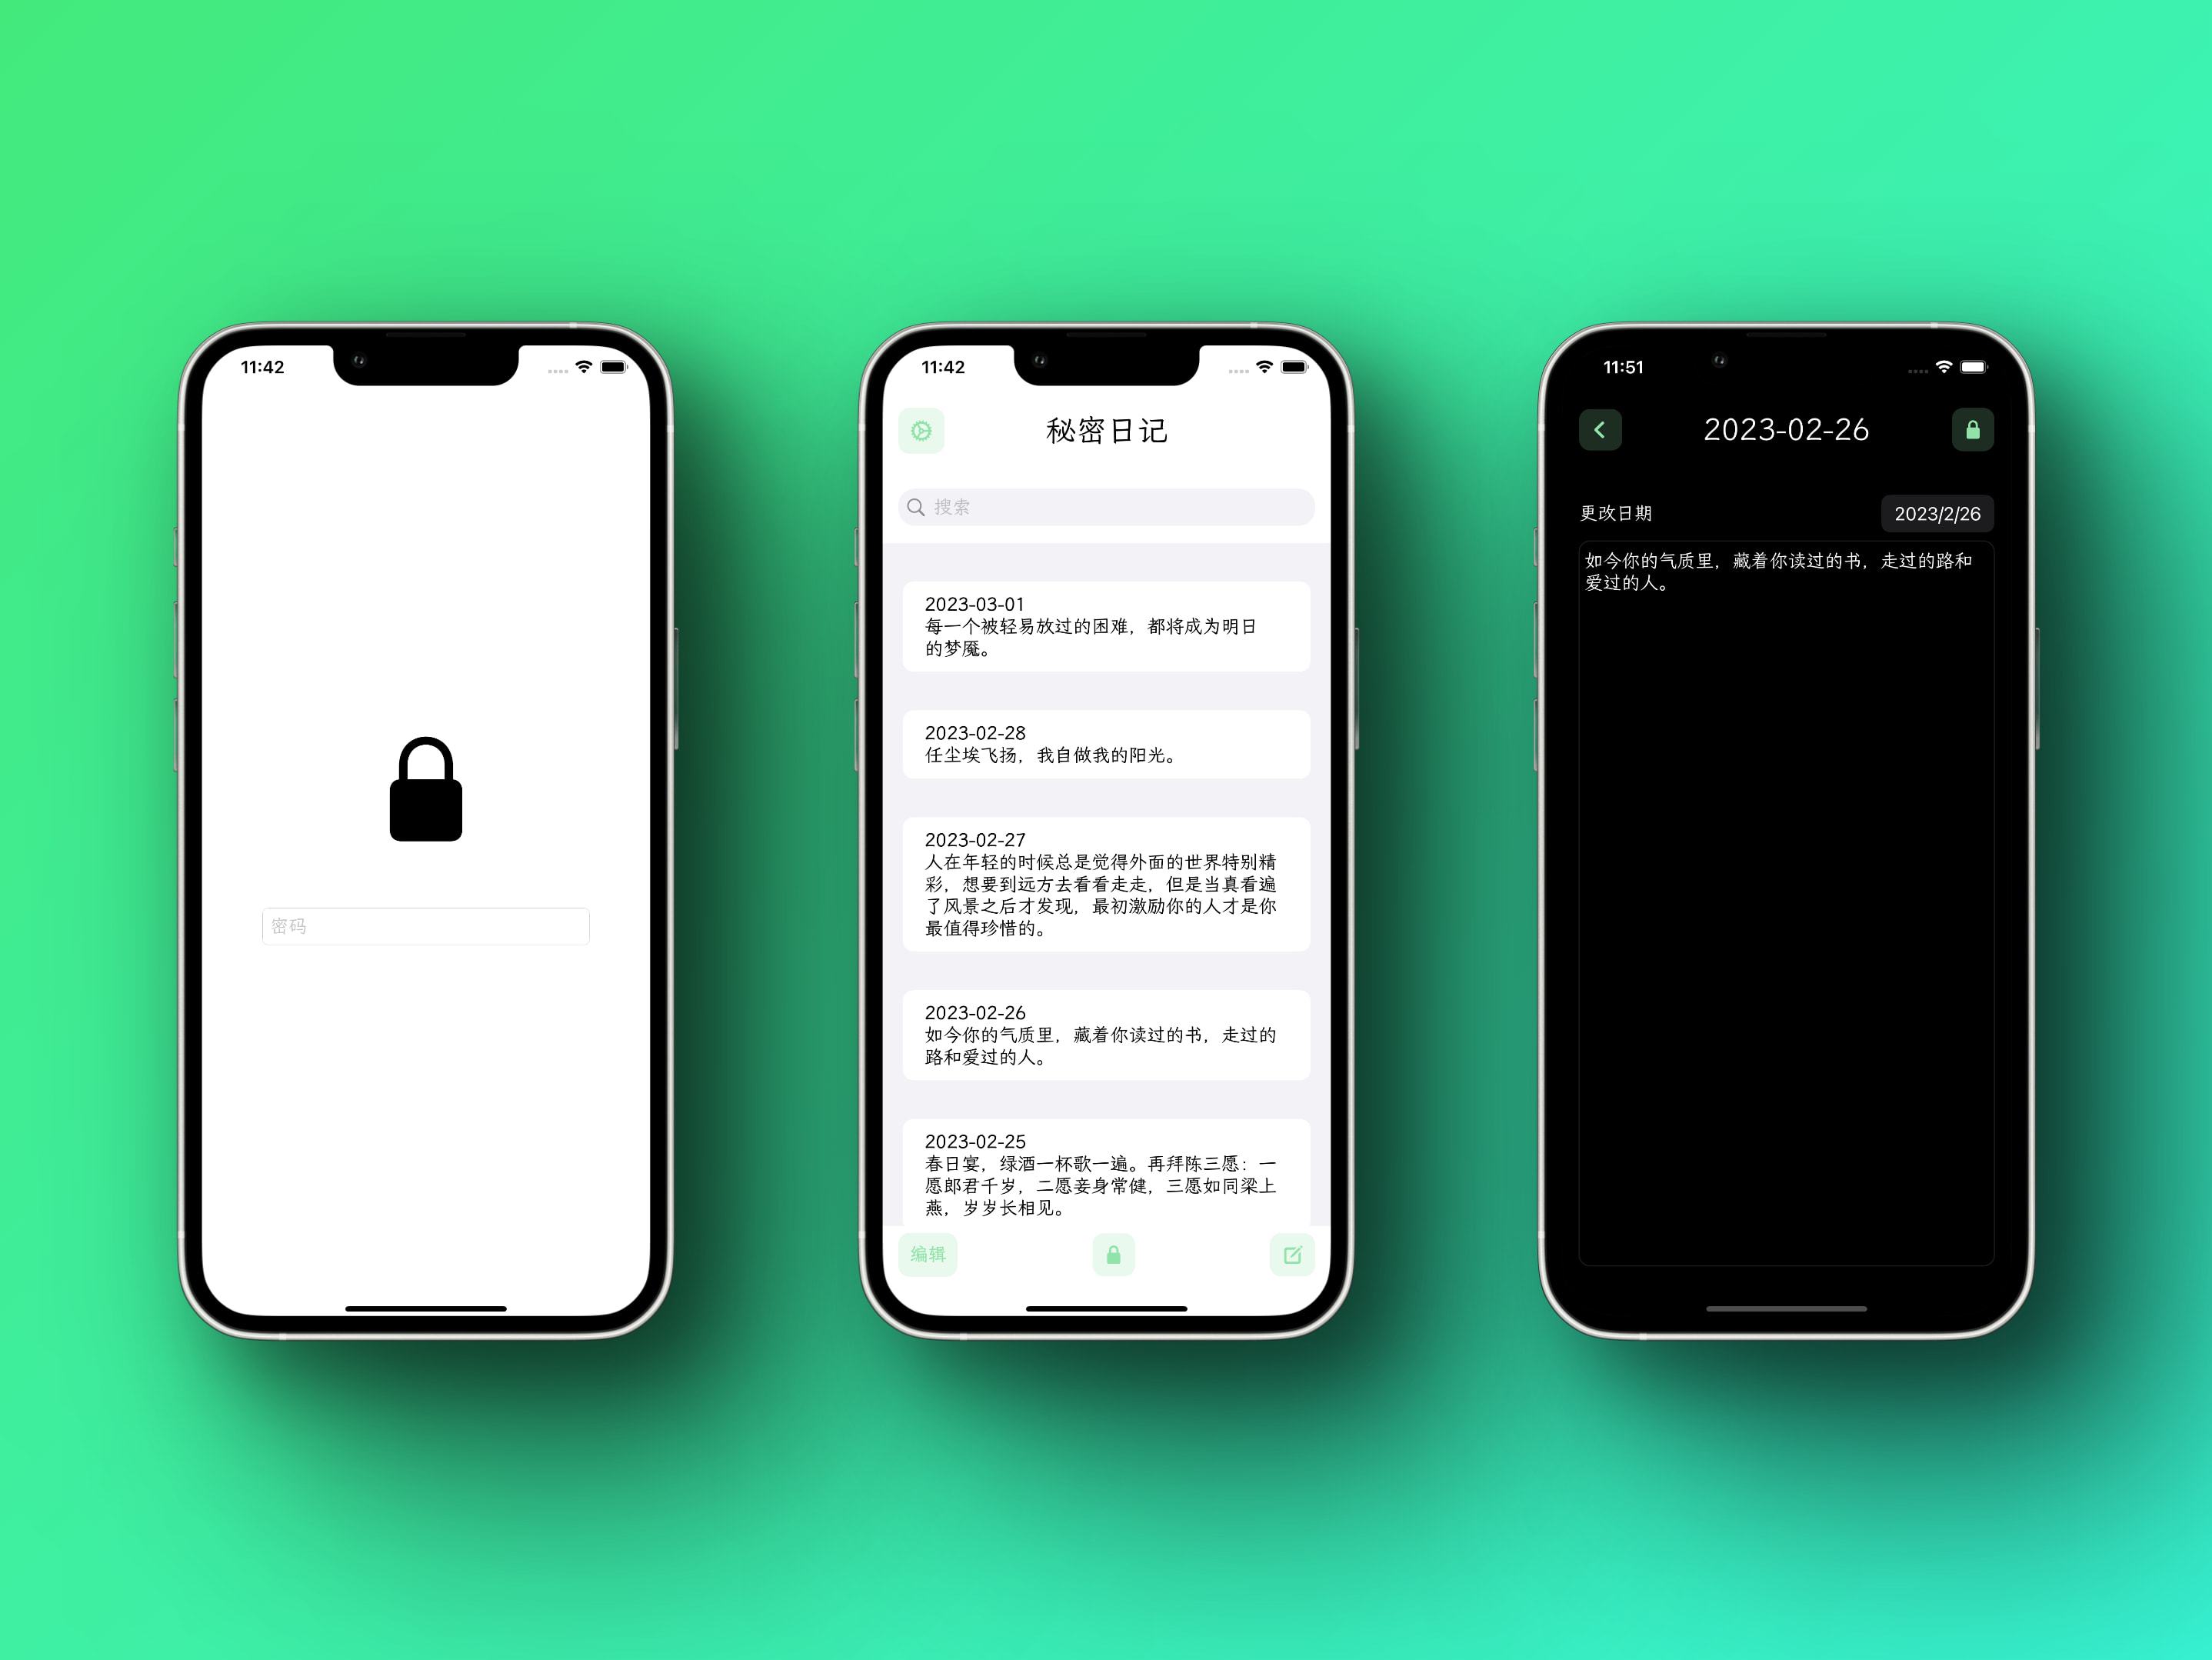 11:42
密码
11:42
秘密日记
搜索
2023-03-01
每一个被轻易放过的困难，都将成为明日
的梦魇。
2023-02-28
任尘埃飞扬，我自做我的阳光。
2023-02-27
人在年轻的时候总是觉得外面的世界特别精
彩，想要到远方去看看走走，但是当真看遍
了风景之后才发现，最初激励你的人才是你
最值得珍惜的。
2023-02-26
如今你的气质里，藏着你读过的书，走过的
路和爱过的人。
2023-02-25
春日宴，绿酒一杯歌一遍。再拜陈三愿：一
愿郎君千岁，二愿妾身常健，三愿如同梁上
燕，岁岁长相见。
编辑
11:51
2023-02-26
更改日期
2023/2/26
如今你的气质里，藏着你读过的书，走过的路和
爱过的人。